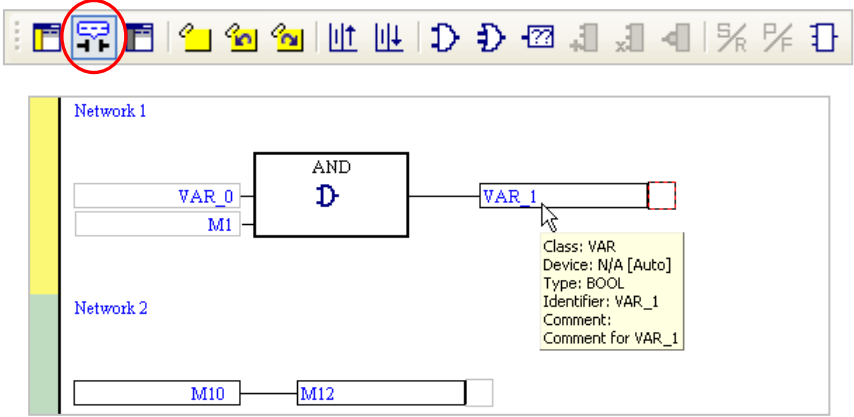 ??
S/R
P/F
Network 1
AND
VAR_0
VAR_1
M1
Class: VAR
Device: N/A [Auto]
Type: BOOL
Identifier: VAR_1
Comment:
Comment for VAR_1
Network 2
M10
M12